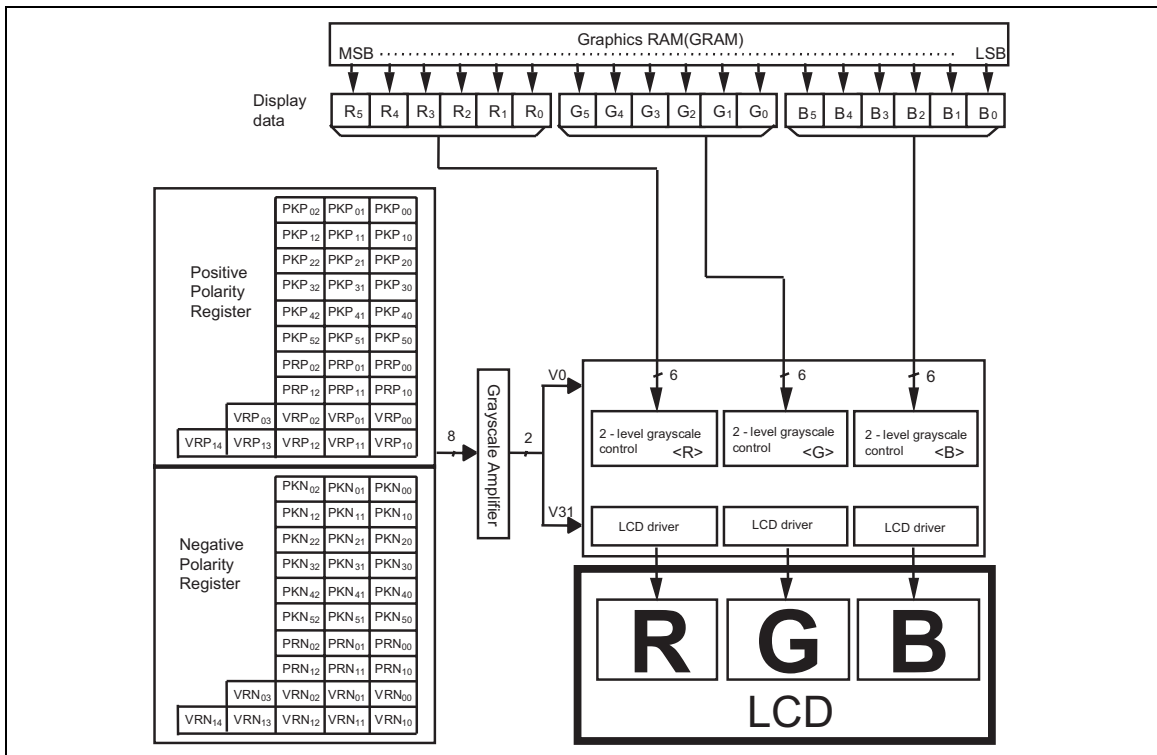 Graphics RAM(GRAM)
MSB LSB
Display data
R5 R4 R3 R2 R1 R0 G5 G4 G3 G2 G1 G0 B5 B4 B3 B2 B1 B0
Positive Polarity Register
PKP02 PKP01 PKP00
PKP12 PKP11 PKP10
PKP22 PKP21 PKP20
PKP32 PKP31 PKP30
PKP42 PKP41 PKP40
PKP52 PKP51 PKP50
PRP02 PRP01 PRP00
PRP12 PRP11 PRP10
VRP03 VRP02 VRP01 VRP00
VRP14 VRP13 VRP12 VRP11 VRP10
Negative Polarity Register
PKN02 PKN01 PKN00
PKN12 PKN11 PKN10
PKN22 PKN21 PKN20
PKN32 PKN31 PKN30
PKN42 PKN41 PKN40
PKN52 PKN51 PKN50
PRN02 PRN01 PRN00
PRN12 PRN11 PRN10
VRN03 VRN02 VRN01 VRN00
VRN14 VRN13 VRN12 VRN11 VRN10
8
Grayscale Amplifier
2
V0
V31
6 6 6
2 - level grayscale control <R>
2 - level grayscale control <G>
2 - level grayscale control <B>
LCD driver LCD driver LCD driver
R G B
LCD